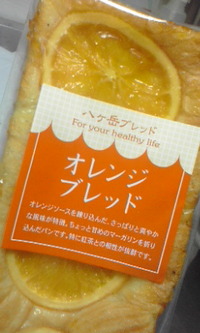 八ヶ岳ブレッド
For your healthy life
オレンジ
ブレッド
オレンジソースを練り込んだ、さっぱりと爽やか
な風味が特徴。ちょっと甘めのマーガリンを折り
込んだパンです。特に紅茶との相性が抜群です。